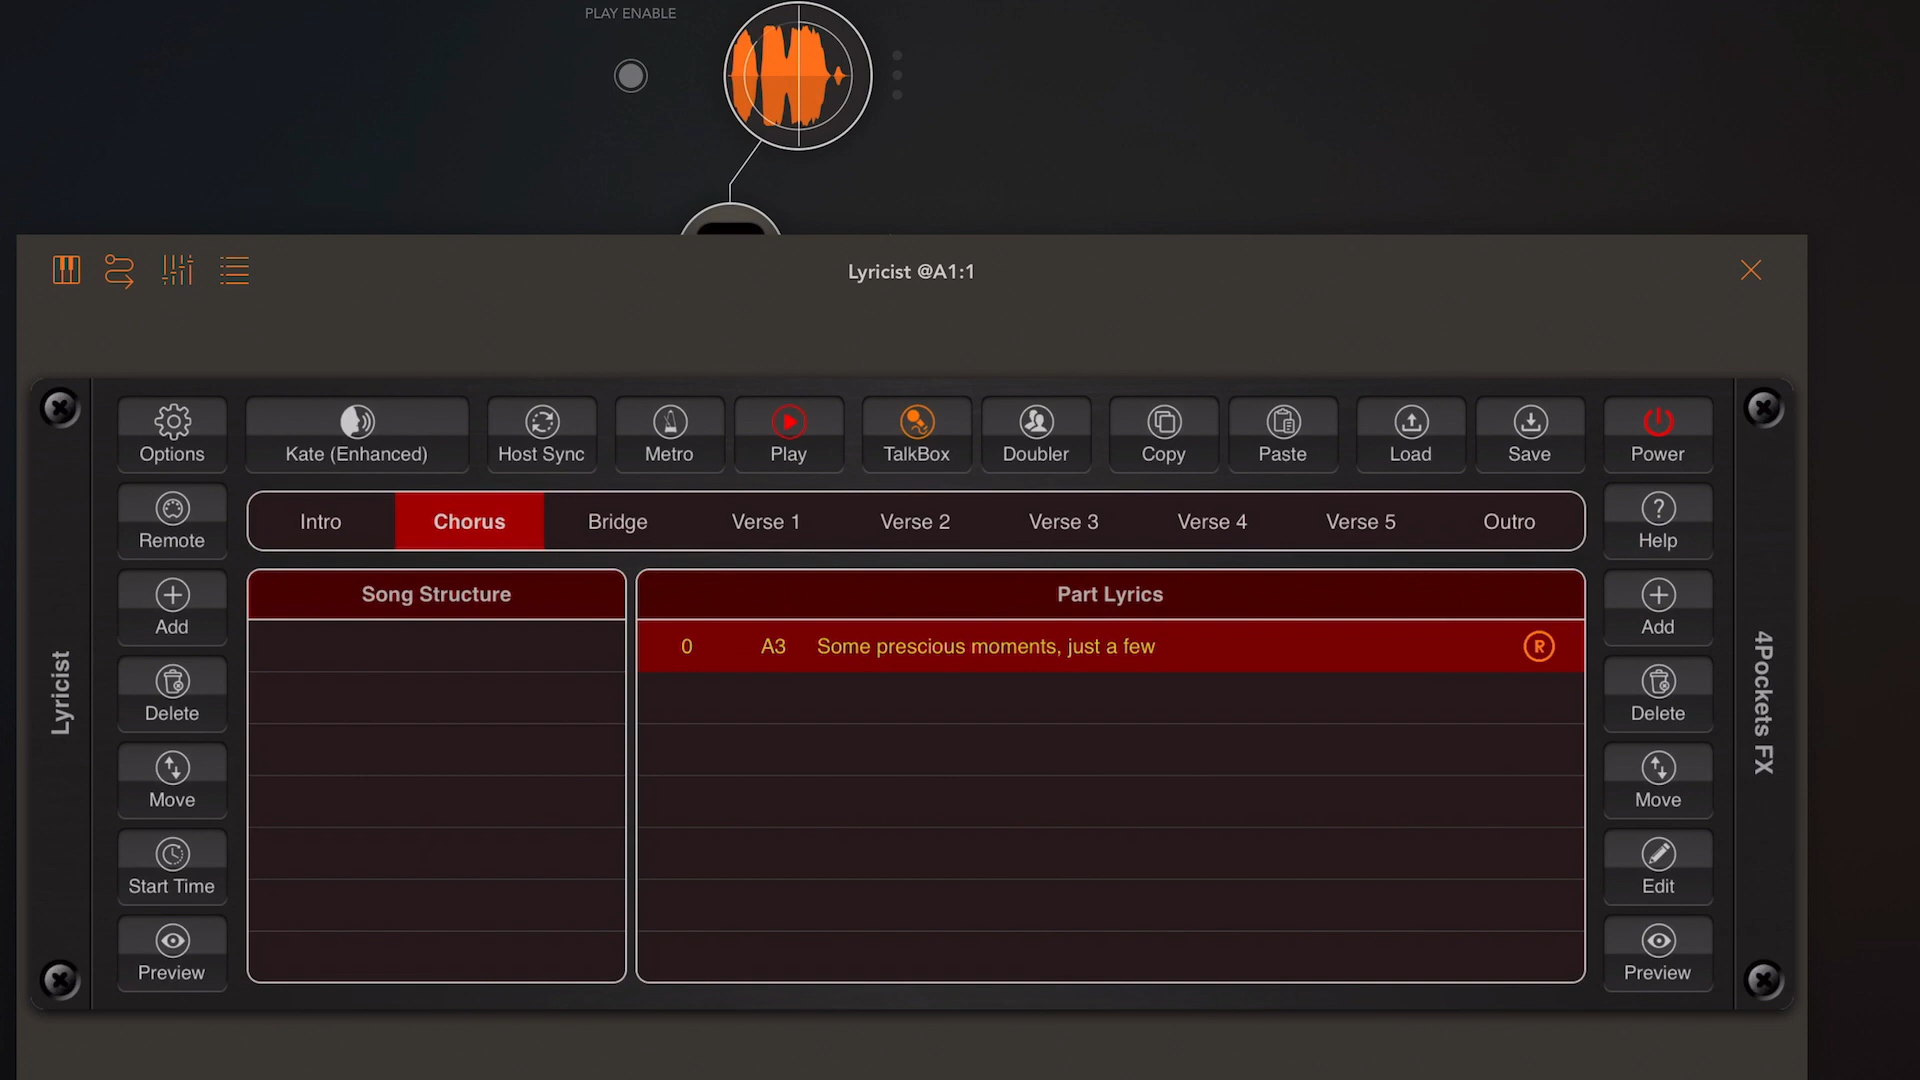 PLAY ENABLE
Lyricist @A1:1
Options
Kate (Enhanced)
Host Sync
Metro
Play
TalkBox
Doubler
Copy
Paste
Load
Save
Power
Remote
Intro
Chorus
Bridge
Verse 1
Verse 2
Verse 3
Verse 4
Verse 5
Outro
Help
Add
Song Structure
Part Lyrics
Add
0 A3 Some prescious moments, just a few R
Lyricist
4Pockets FX
Delete
Delete
Move
Move
Start Time
Edit
Preview
Preview